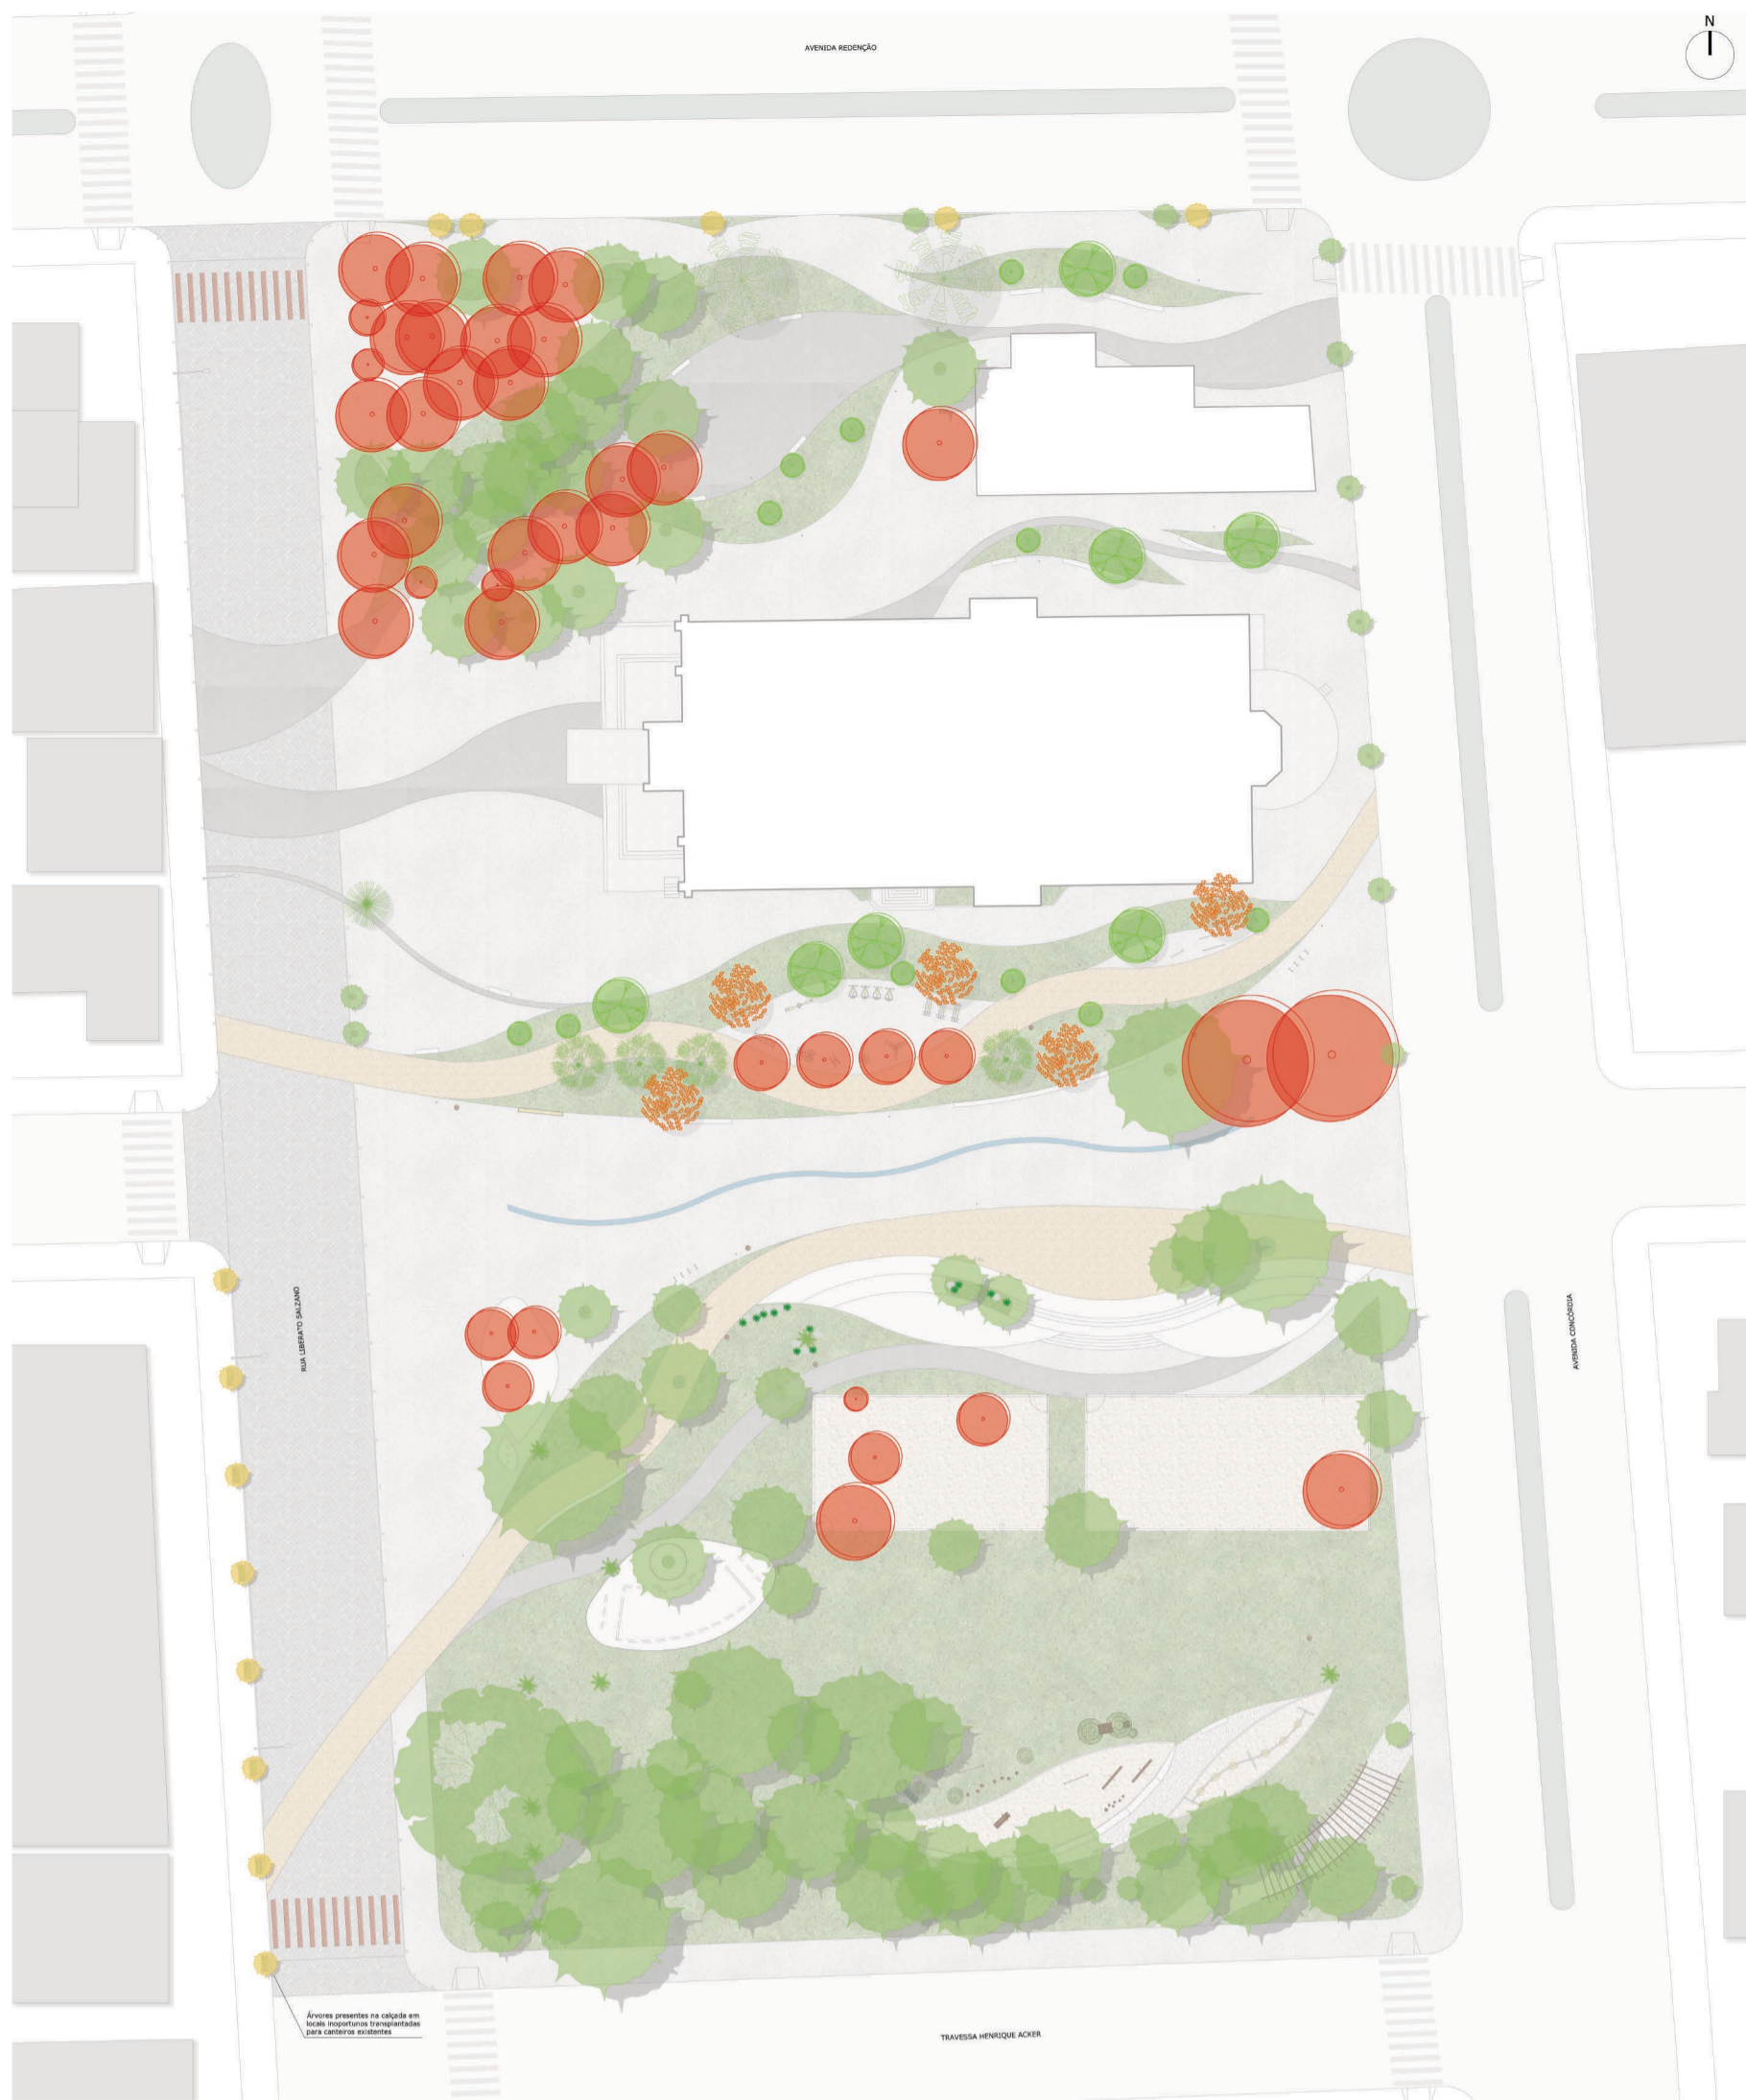 N
AVENIDA REDENÇÃO
RUA LIBERATO SALZANO
AVENIDA CONCÓRDIA
Árvores presentes na calçada em
locais inoportunos transplantadas
para canteiros existentes
TRAVESSA HENRIQUE ACKER